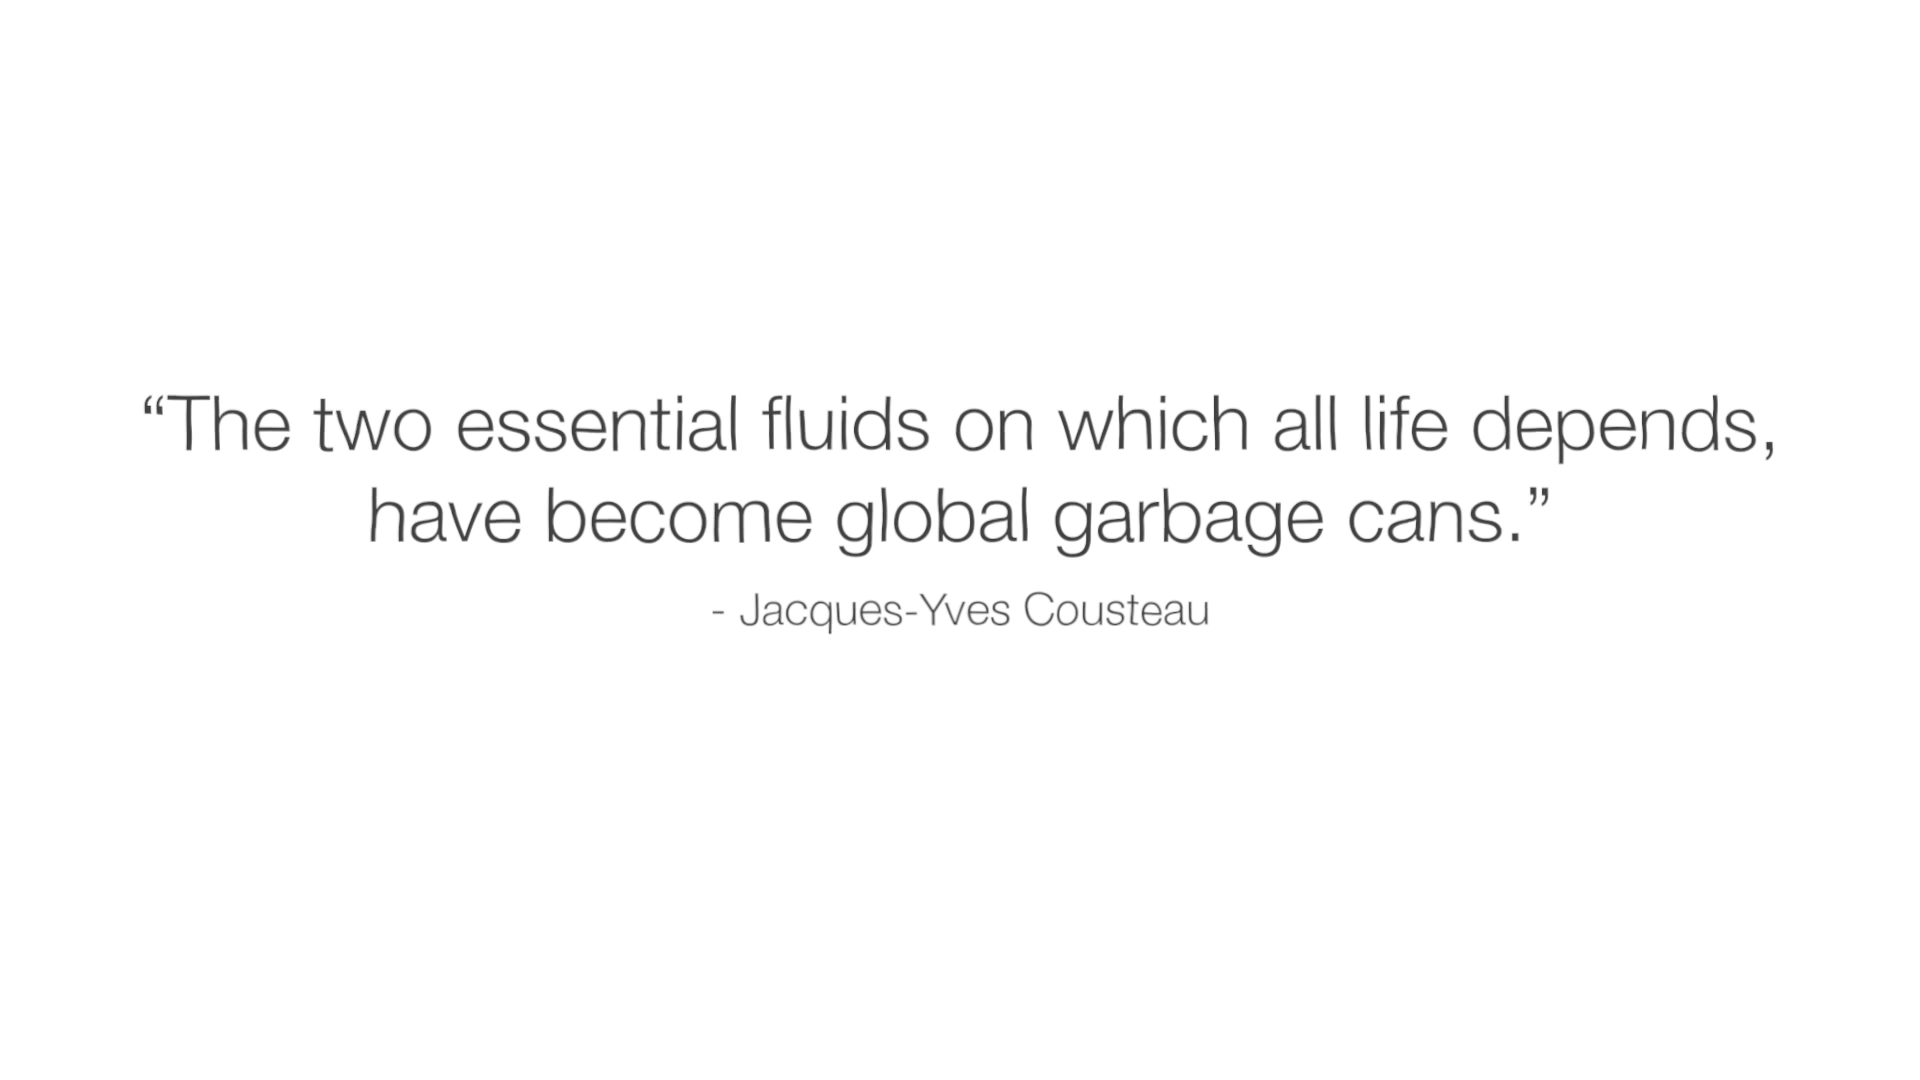 “The two essential fluids on which all life depends,
have become global garbage cans.”
- Jacques-Yves Cousteau